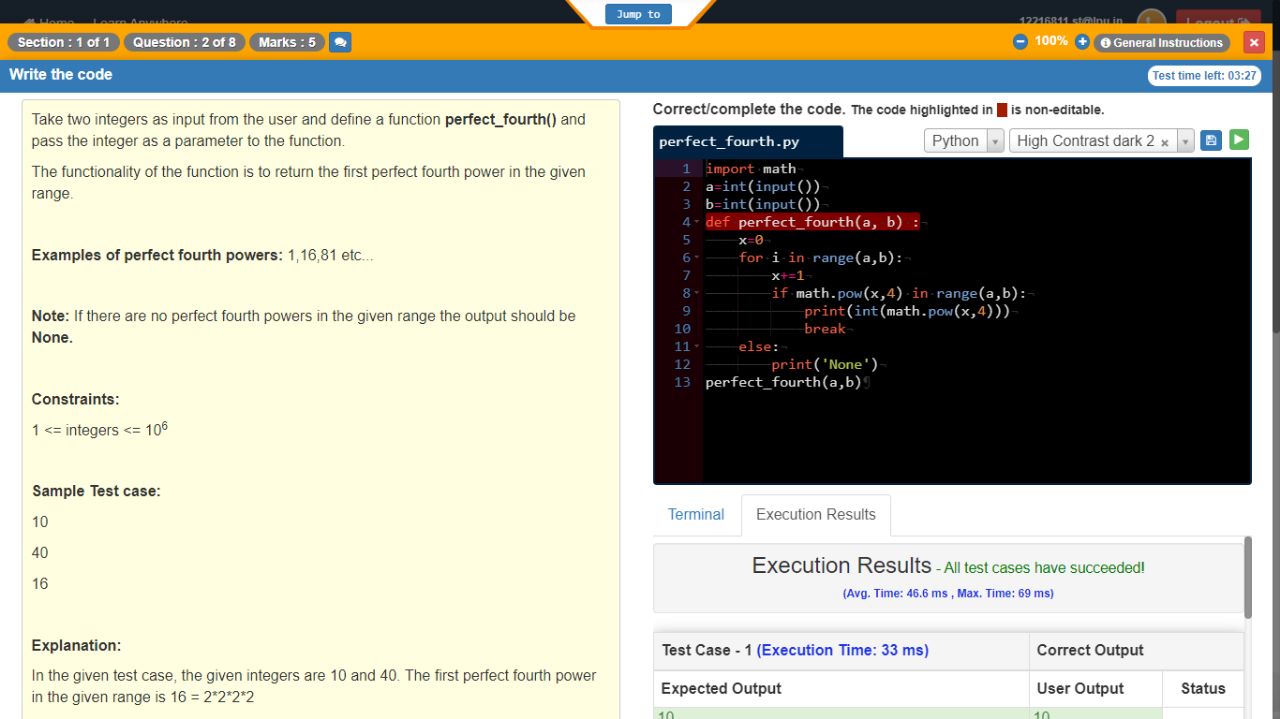 Home Learn Anywhere
Jump to
12216811.st@lpu.in
Logout
Section : 1 of 1
Question : 2 of 8
Marks : 5
100%
General Instructions
Write the code
Test time left: 03:27
Take two integers as input from the user and define a function perfect_fourth() and
pass the integer as a parameter to the function.
The functionality of the function is to return the first perfect fourth power in the given
range.
Examples of perfect fourth powers: 1,16,81 etc...
Note: If there are no perfect fourth powers in the given range the output should be
None.
Constraints:
1 <= integers <= 10⁶
Sample Test case:
10
40
16
Explanation:
In the given test case, the given integers are 10 and 40. The first perfect fourth power
in the given range is 16 = 2*2*2*2
Correct/complete the code. The code highlighted in is non-editable.
perfect_fourth.py
Python
High Contrast dark 2 ×
1 import math
2 a=int(input())
3 b=int(input())
4 def perfect_fourth(a, b) :
5 x=0
6 for i in range(a,b):
7 x+=1
8 if math.pow(x,4) in range(a,b):
9 print(int(math.pow(x,4)))
10 break
11 else:
12 print('None')
13 perfect_fourth(a,b)
Terminal
Execution Results
Execution Results - All test cases have succeeded!
(Avg. Time: 46.6 ms , Max. Time: 69 ms)
Test Case - 1 (Execution Time: 33 ms)
Correct Output
Expected Output
User Output
Status
10
10